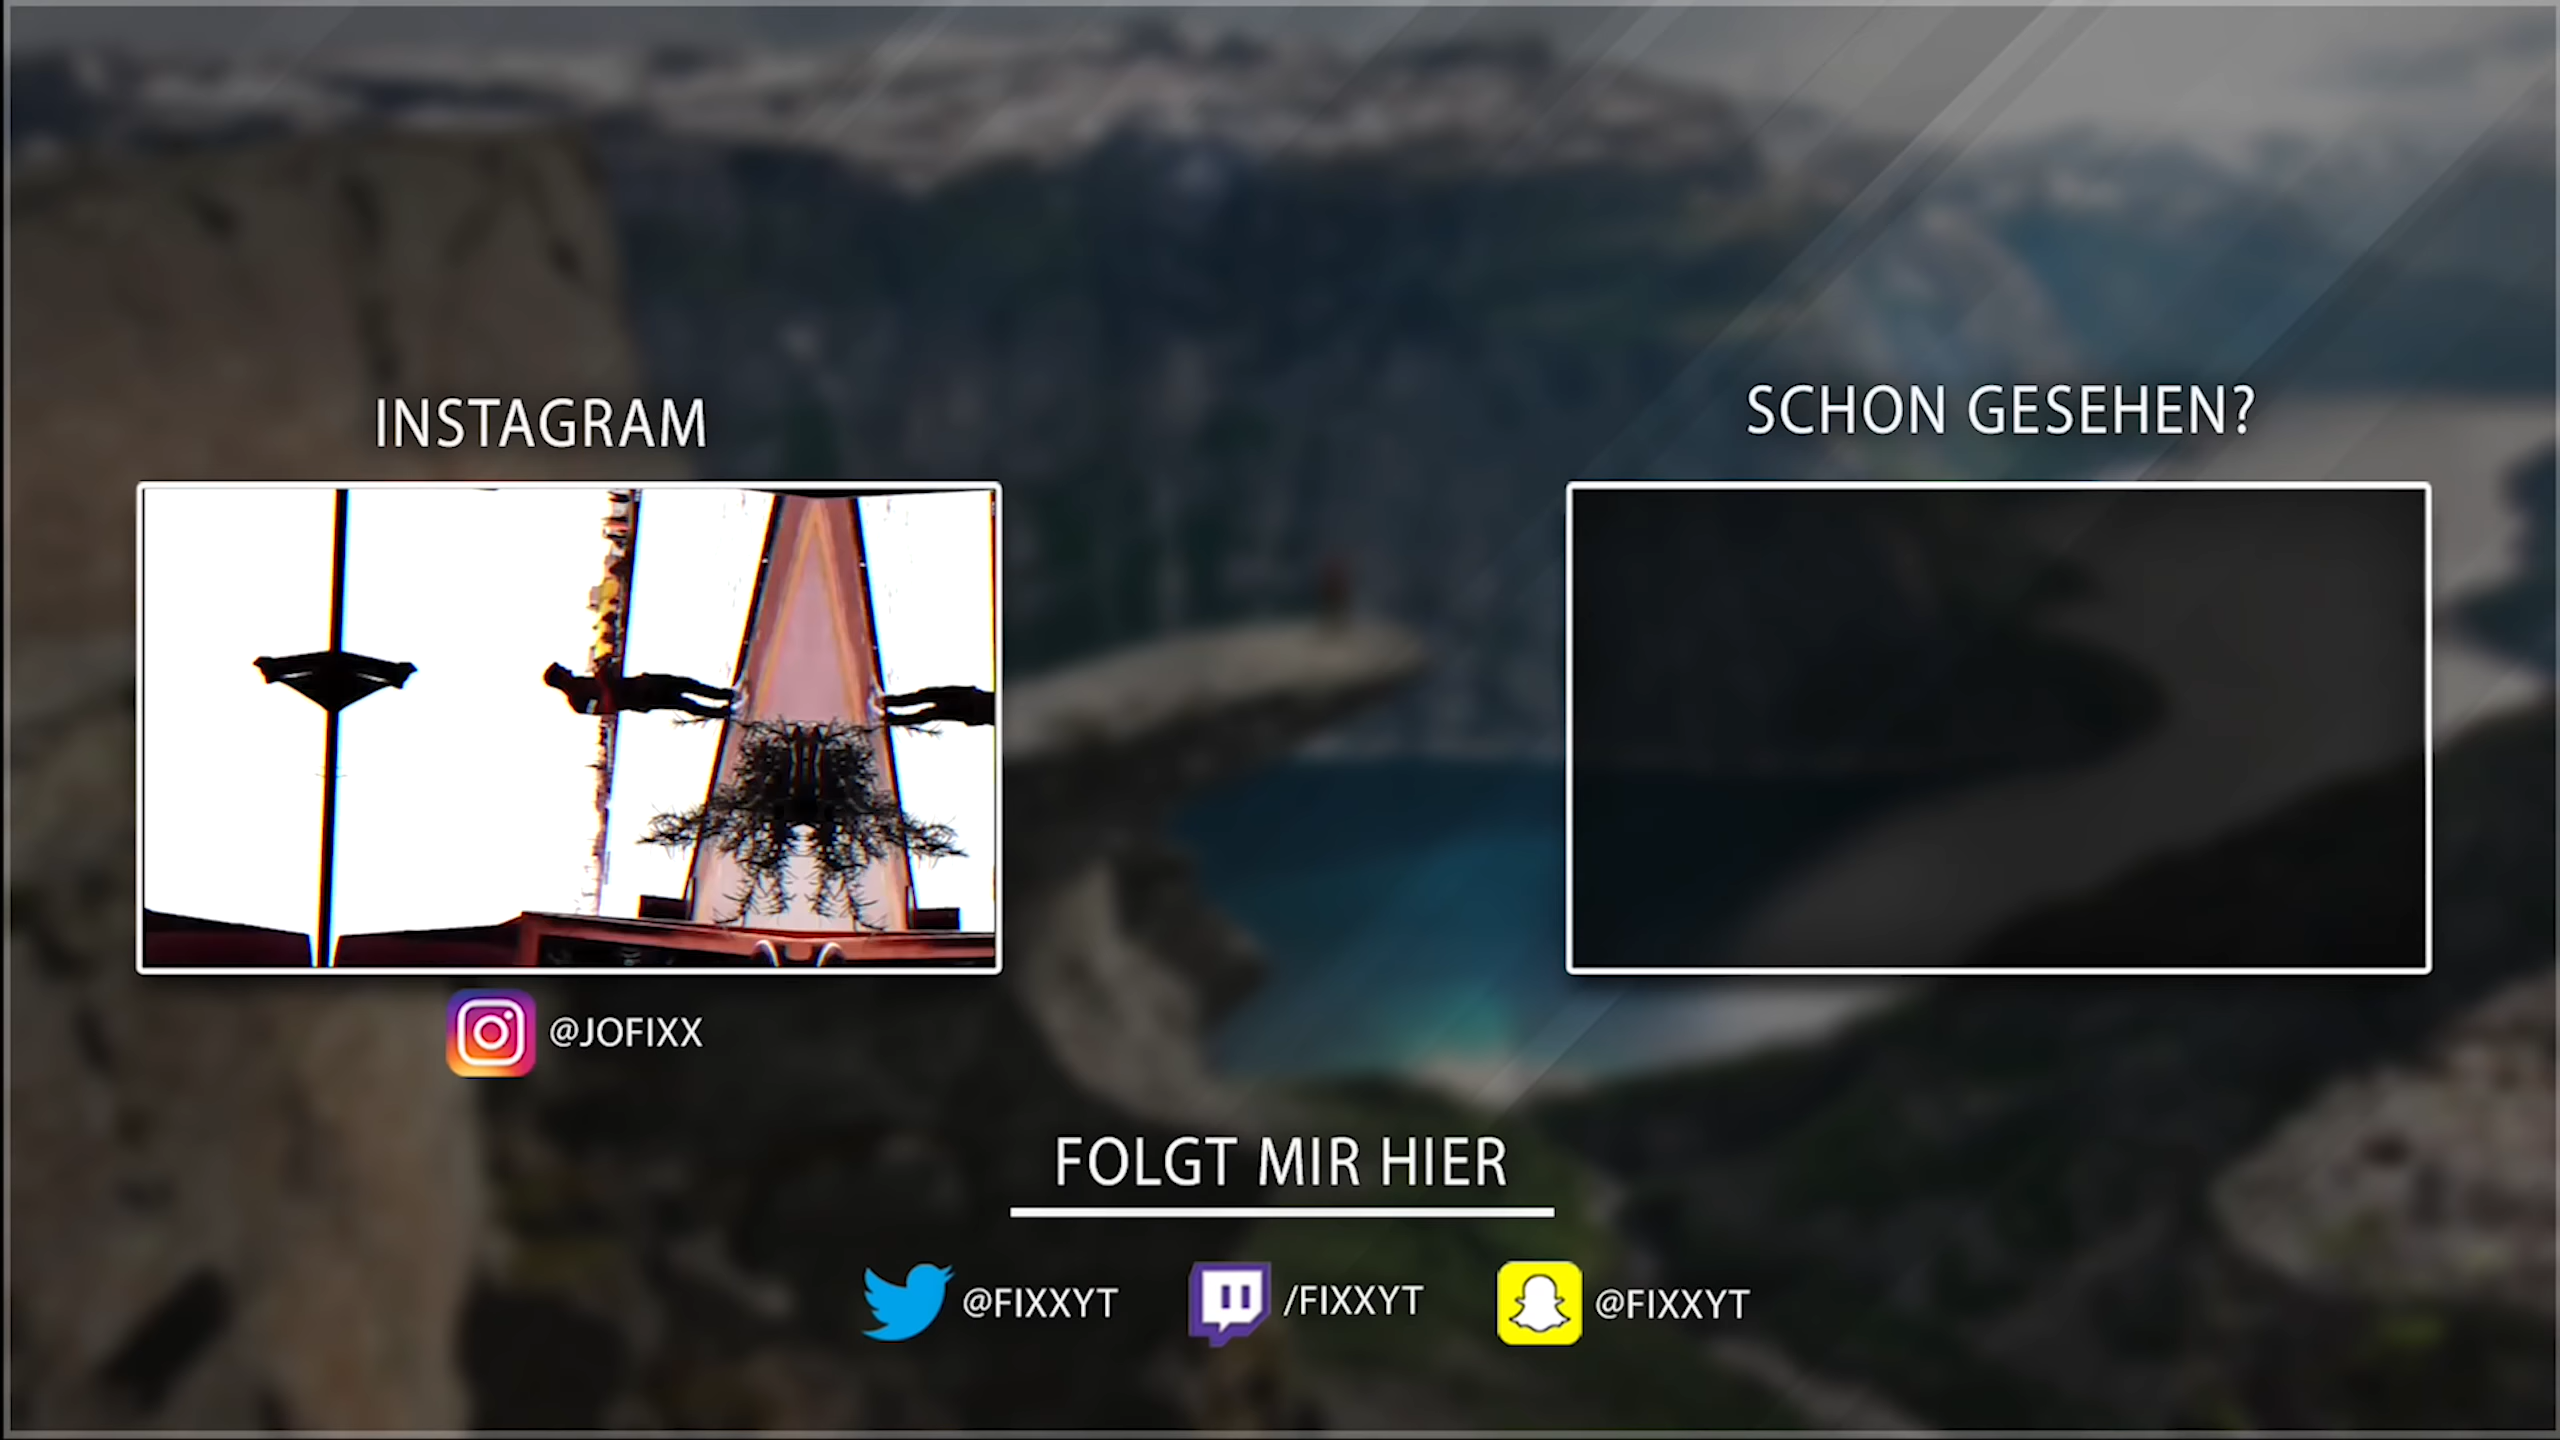 INSTAGRAM
SCHON GESEHEN?
@JOFIXX
FOLGT MIR HIER
@FIXXYT
/FIXXYT
@FIXXYT